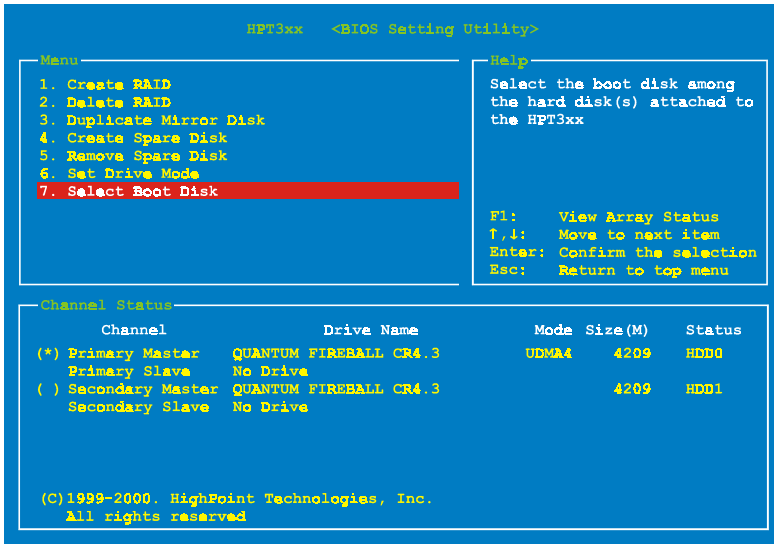 HPT3xx <BIOS Setting Utility>
Menu
1. Create RAID
2. Delete RAID
3. Duplicate Mirror Disk
4. Create Spare Disk
5. Remove Spare Disk
6. Set Drive Mode
7. Select Boot Disk
Help
Select the boot disk among
the hard disk(s) attached to
the HPT3xx
F1: View Array Status
↑,↓: Move to next item
Enter: Confirm the selection
Esc: Return to top menu
Channel Status
Channel Drive Name Mode Size(M) Status
(*) Primary Master QUANTUM FIREBALL CR4.3 UDMA4 4209 HDD0
Primary Slave No Drive
( ) Secondary Master QUANTUM FIREBALL CR4.3 4209 HDD1
Secondary Slave No Drive
(C)1999-2000. HighPoint Technologies, Inc.
All rights reserved